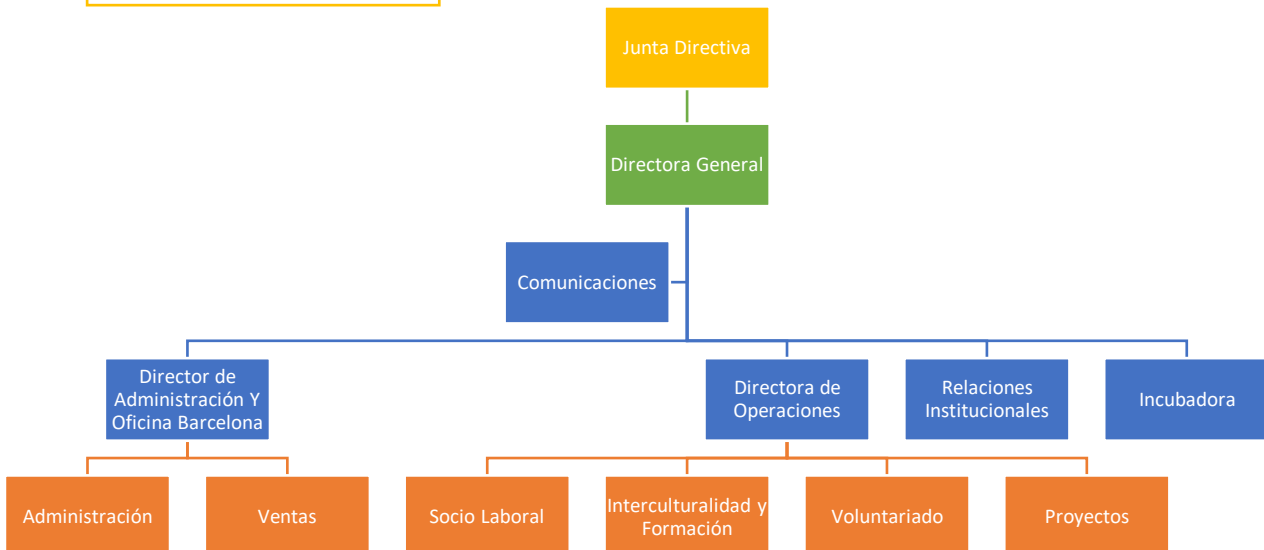 Junta Directiva
Directora General
Comunicaciones
Director de
Administración Y
Oficina Barcelona
Directora de
Operaciones
Relaciones
Institucionales
Incubadora
Administración
Ventas
Socio Laboral
Interculturalidad y
Formación
Voluntariado
Proyectos